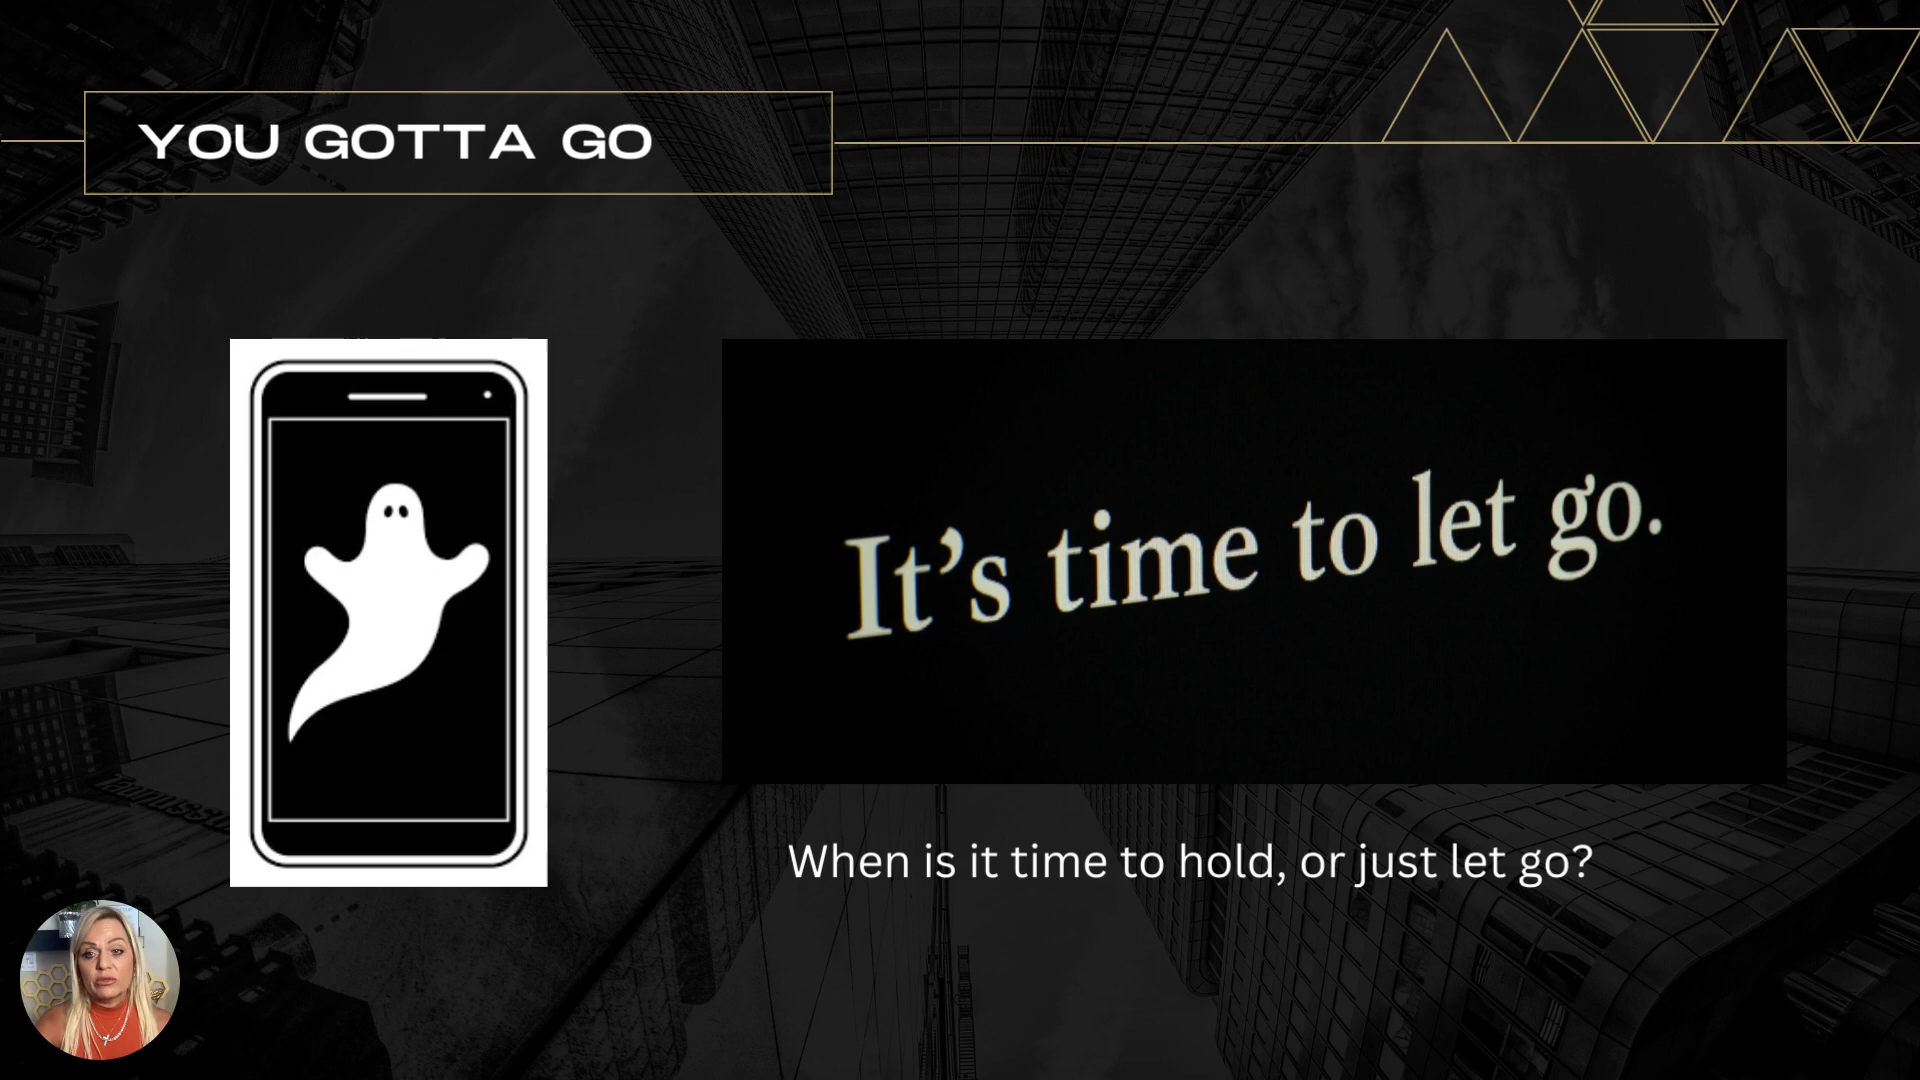 YOU GOTTA GO
It's time to let go.
When is it time to hold, or just let go?